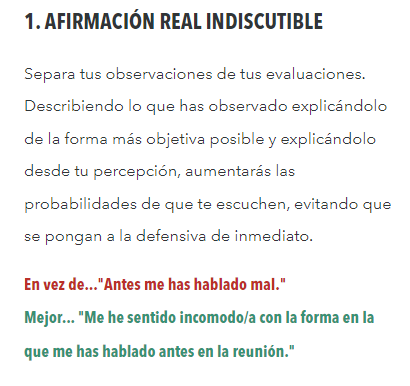 1. AFIRMACIÓN REAL INDISCUTIBLE
Separa tus observaciones de tus evaluaciones.
Describiendo lo que has observado explicándolo
de la forma más objetiva posible y explicándolo
desde tu percepción, aumentarás las
probabilidades de que te escuchen, evitando que
se pongan a la defensiva de inmediato.
En vez de..."Antes me has hablado mal."
Mejor... "Me he sentido incomodo/a con la forma en la
que me has hablado antes en la reunión."